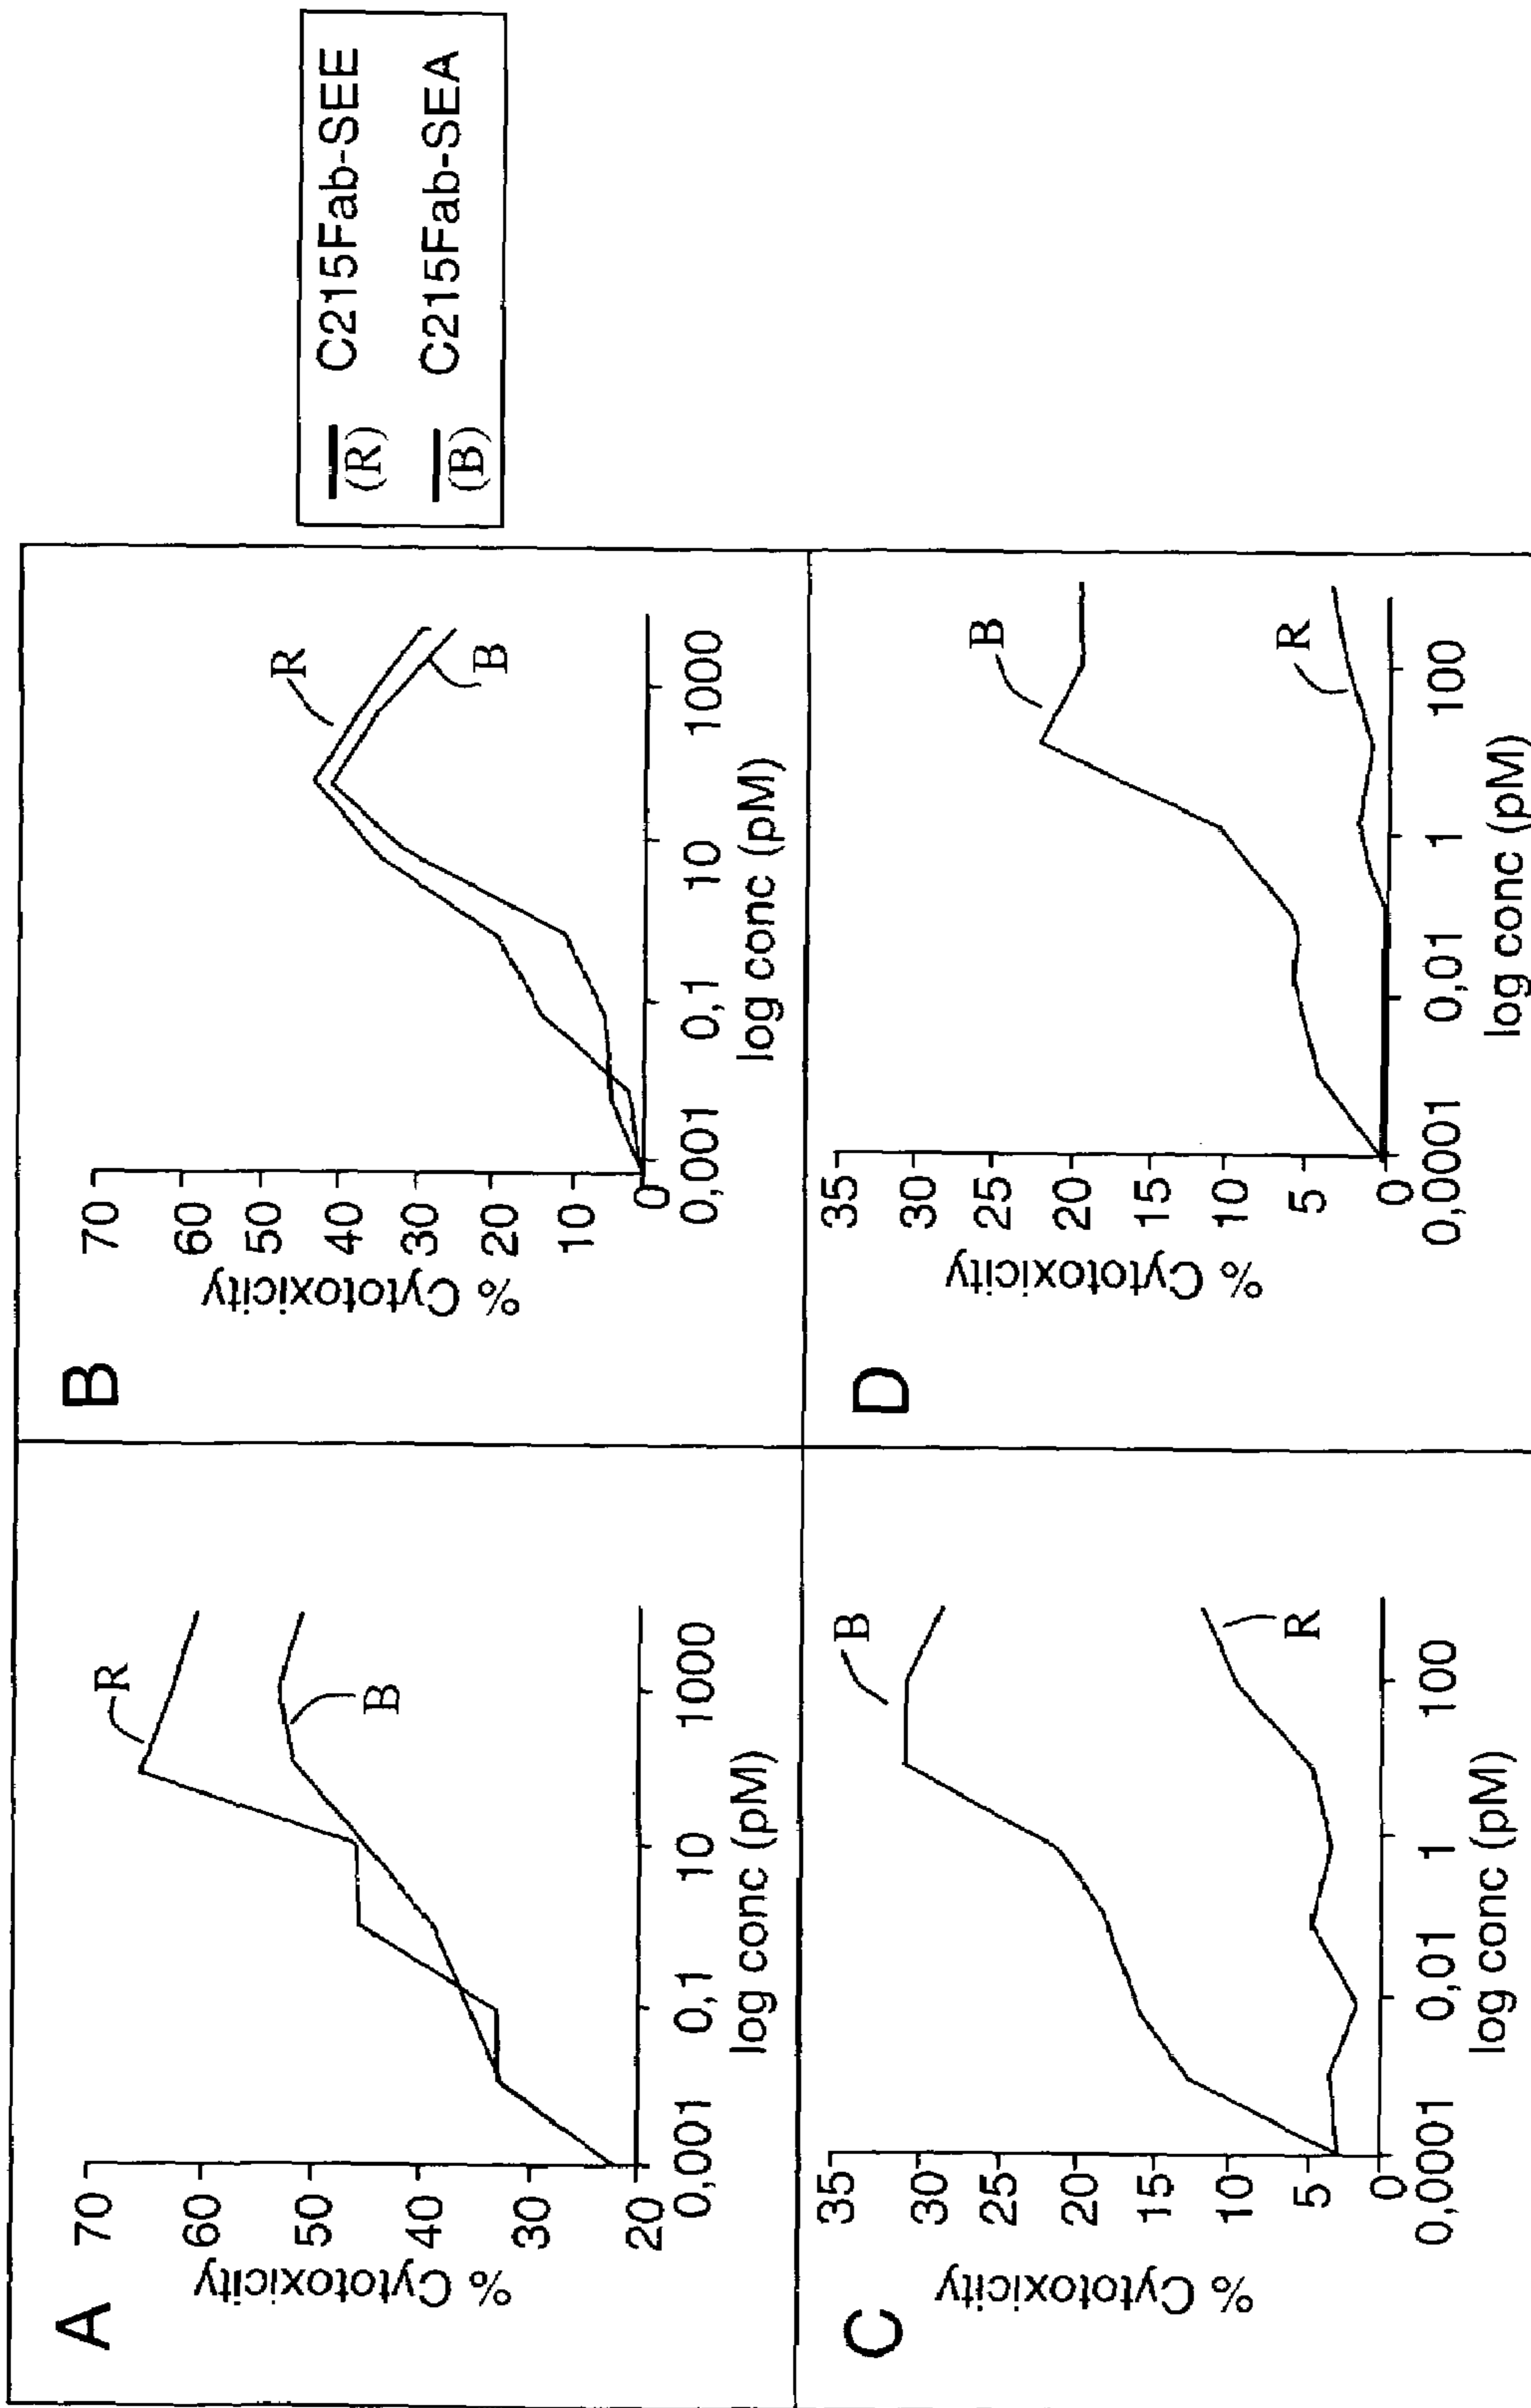 A
% Cytotoxicity
70
60
50
40
30
20
0,001
0,1
10
1000
log conc (pM)
R
B
B
% Cytotoxicity
70
60
50
40
30
20
10
0
0,001
0,1
10
1000
log conc (pM)
R
B
(R) C215Fab-SEE
(B) C215Fab-SEA
C
% Cytotoxicity
35
30
25
20
15
10
5
0
0,0001
0,01
1
100
log conc (pM)
B
R
D
% Cytotoxicity
35
30
25
20
15
10
5
0
0,0001
0,01
1
100
log conc (pM)
B
R